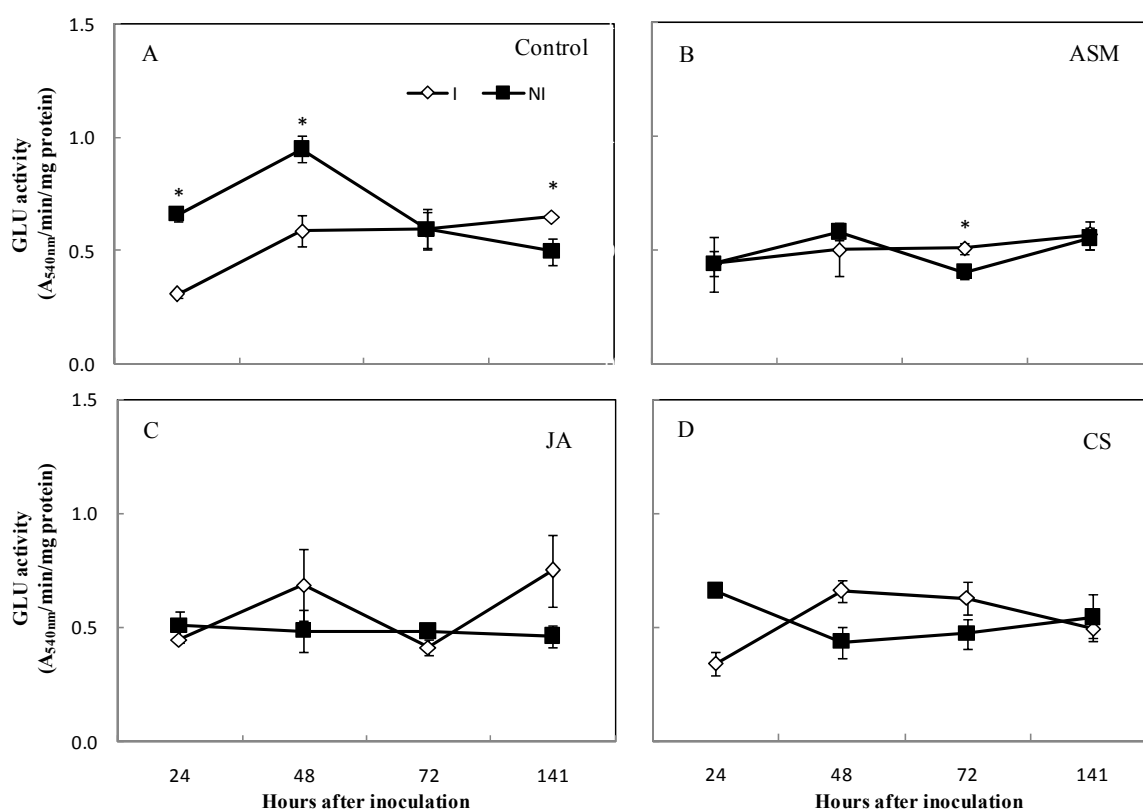 A
Control
I
NI
*
*
*
1.5
1.0
0.5
0.0
GLU activity
(A540nm/min/mg protein)
B
ASM
*
C
JA
1.5
1.0
0.5
0.0
GLU activity
(A540nm/min/mg protein)
24 48 72 141
Hours after inoculation
D
CS
24 48 72 141
Hours after inoculation